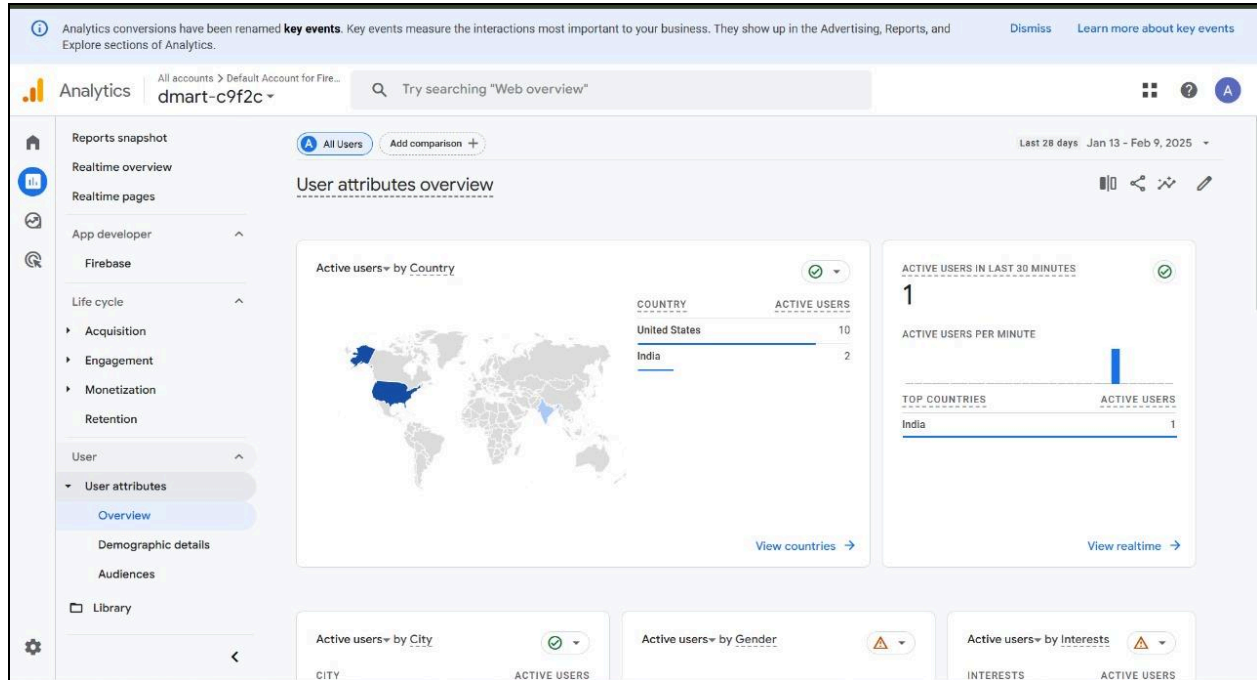 Analytics conversions have been renamed key events. Key events measure the interactions most important to your business. They show up in the Advertising, Reports, and
Explore sections of Analytics.
Dismiss
Learn more about key events
Analytics
All accounts > Default Account for Fire...
dmart-c9f2c
Try searching "Web overview"
A
Reports snapshot
Realtime overview
Realtime pages
App developer
Firebase
Life cycle
Acquisition
Engagement
Monetization
Retention
User
User attributes
Overview
Demographic details
Audiences
Library
A All Users
Add comparison +
Last 28 days Jan 13 - Feb 9, 2025
User attributes overview
Active users by Country
COUNTRY ACTIVE USERS
United States 10
India 2
View countries
ACTIVE USERS IN LAST 30 MINUTES
1
ACTIVE USERS PER MINUTE
TOP COUNTRIES ACTIVE USERS
India 1
View realtime
Active users by City
CITY ACTIVE USERS
Active users by Gender
Active users by Interests
INTERESTS ACTIVE USERS